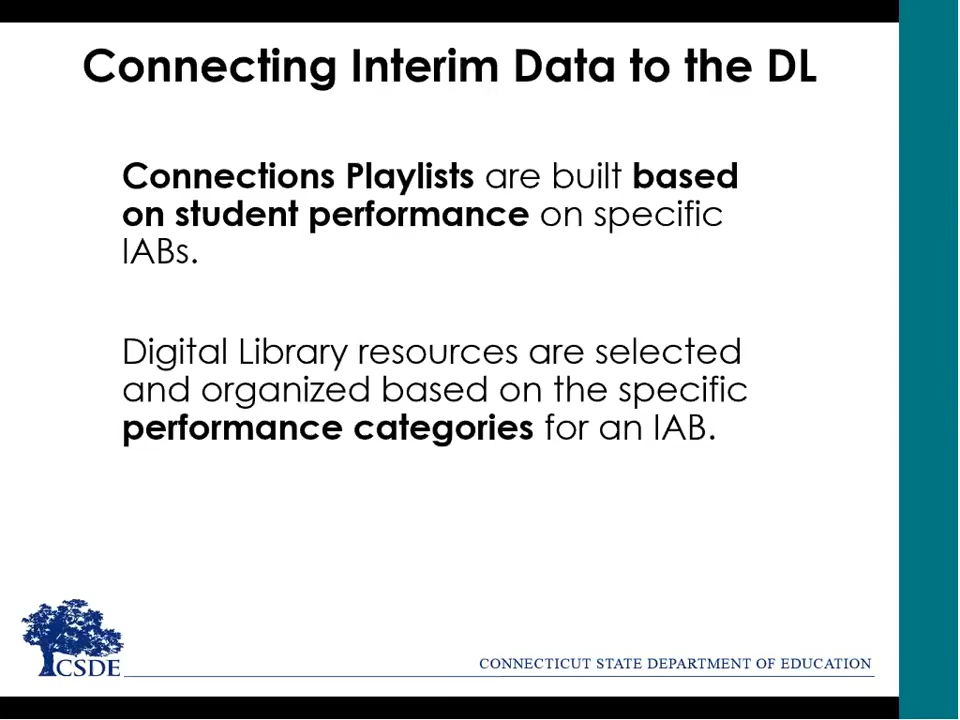 Connecting Interim Data to the DL
Connections Playlists are built based
on student performance on specific
IABs.
Digital Library resources are selected
and organized based on the specific
performance categories for an IAB.
CSDE
CONNECTICUT STATE DEPARTMENT OF EDUCATION